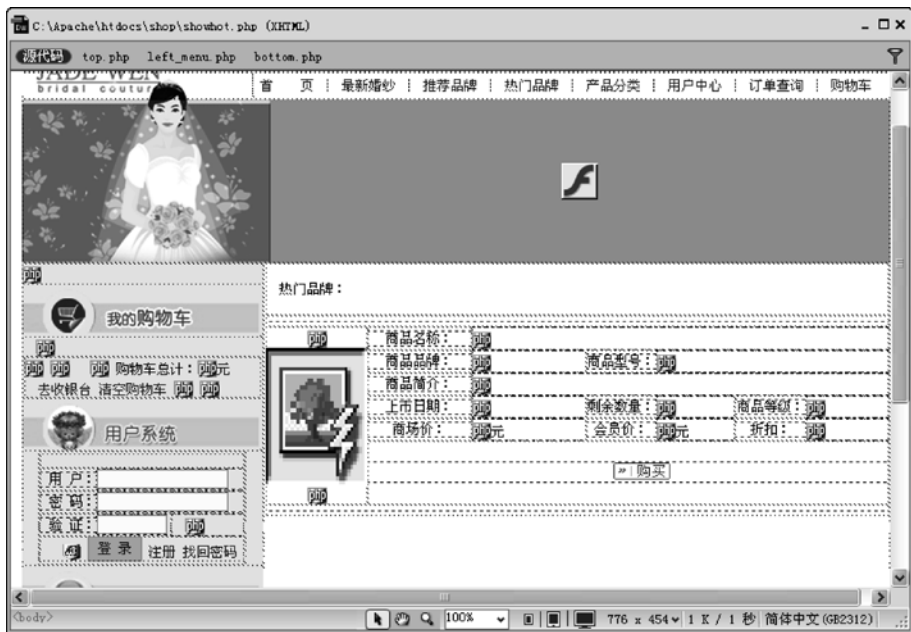 C:\Apache\htdocs\shop\showhot.php (XHTML)
源代码 top.php left_menu.php bottom.php
JADE WEN
bridal couture
首 页 最新婚纱 推荐品牌 热门品牌 产品分类 用户中心 订单查询 购物车
php
热门品牌：
我的购物车
php
php php php 购物车总计：php元
去收银台 清空购物车 php php
用户系统
用 户：
密 码：
验 证： php
登 录 注册 找回密码
php 商品名称： php
商品品牌： php 商品型号： php
商品简介： php
上市日期： php 剩余数量： php 商品等级： php
商场价： php元 会员价： php元 折扣： php
» 购买
php
<body> 100% 776 x 454 1 K / 1 秒 简体中文(GB2312)